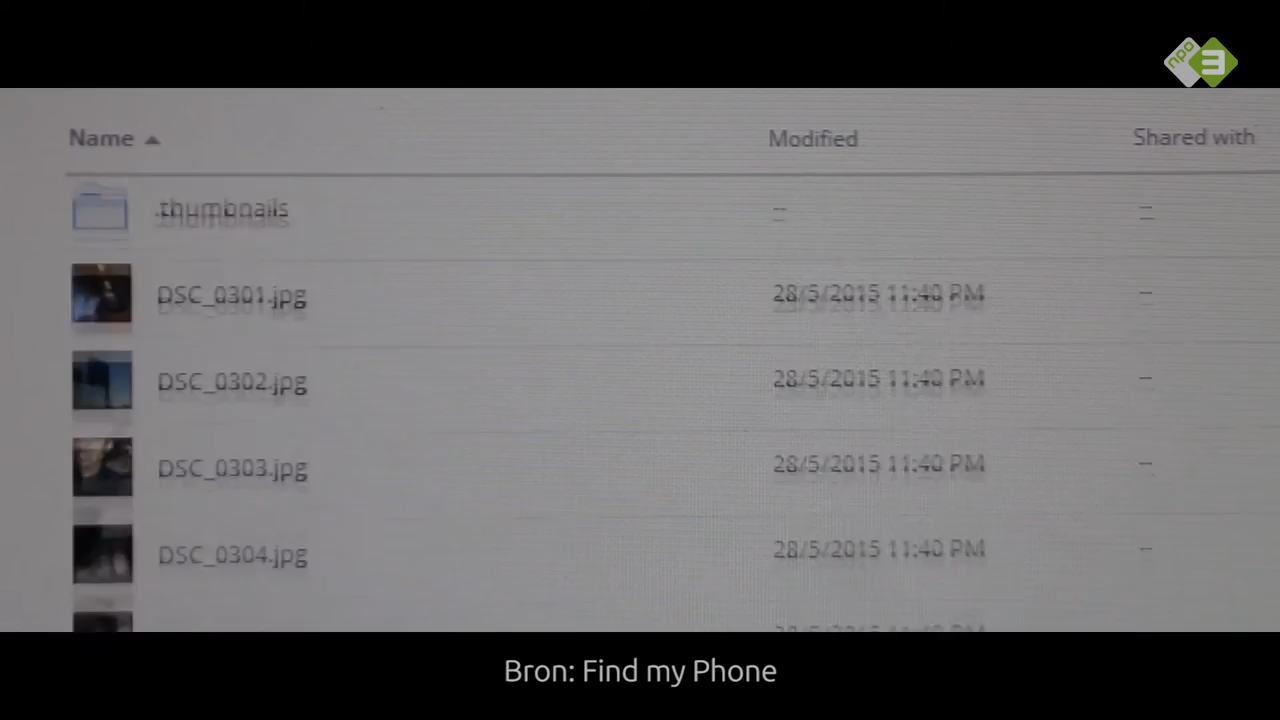 npo 3
Name Modified Shared with
.thumbnails -- --
DSC_0301.jpg 28/5/2015 11:40 PM --
DSC_0302.jpg 28/5/2015 11:40 PM --
DSC_0303.jpg 28/5/2015 11:40 PM --
DSC_0304.jpg 28/5/2015 11:40 PM --
Bron: Find my Phone